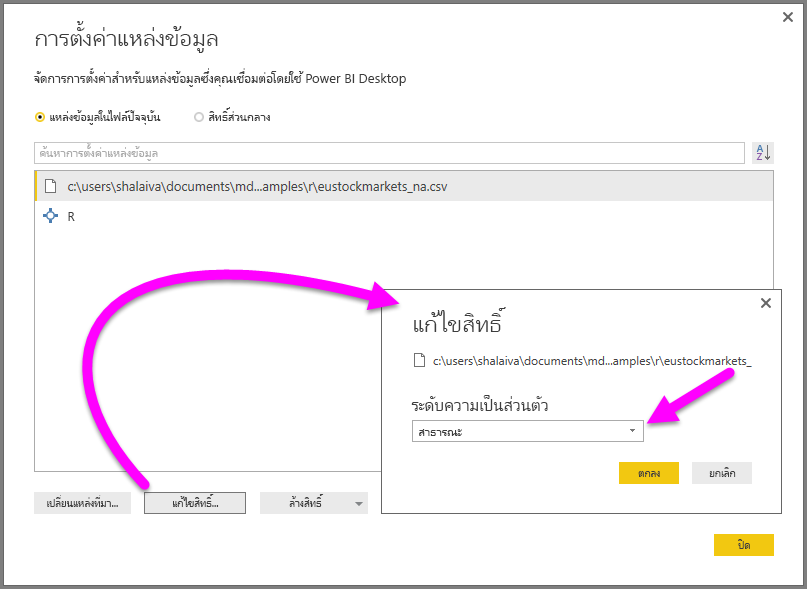 การตั้งค่าแหล่งข้อมูล
จัดการการตั้งค่าสำหรับแหล่งข้อมูลซึ่งคุณเชื่อมต่อโดยใช้ Power BI Desktop
แหล่งข้อมูลในไฟล์ปัจจุบัน สิทธิ์ส่วนกลาง
ค้นหาการตั้งค่าแหล่งข้อมูล
c:\users\shalaiva\documents\md...amples\r\eustockmarkets_na.csv
R
แก้ไขสิทธิ์
c:\users\shalaiva\documents\md...amples\r\eustockmarkets_
ระดับความเป็นส่วนตัว
สาธารณะ
ตกลง ยกเลิก
เปลี่ยนแหล่งที่มา... แก้ไขสิทธิ์... ล้างสิทธิ์
ปิด